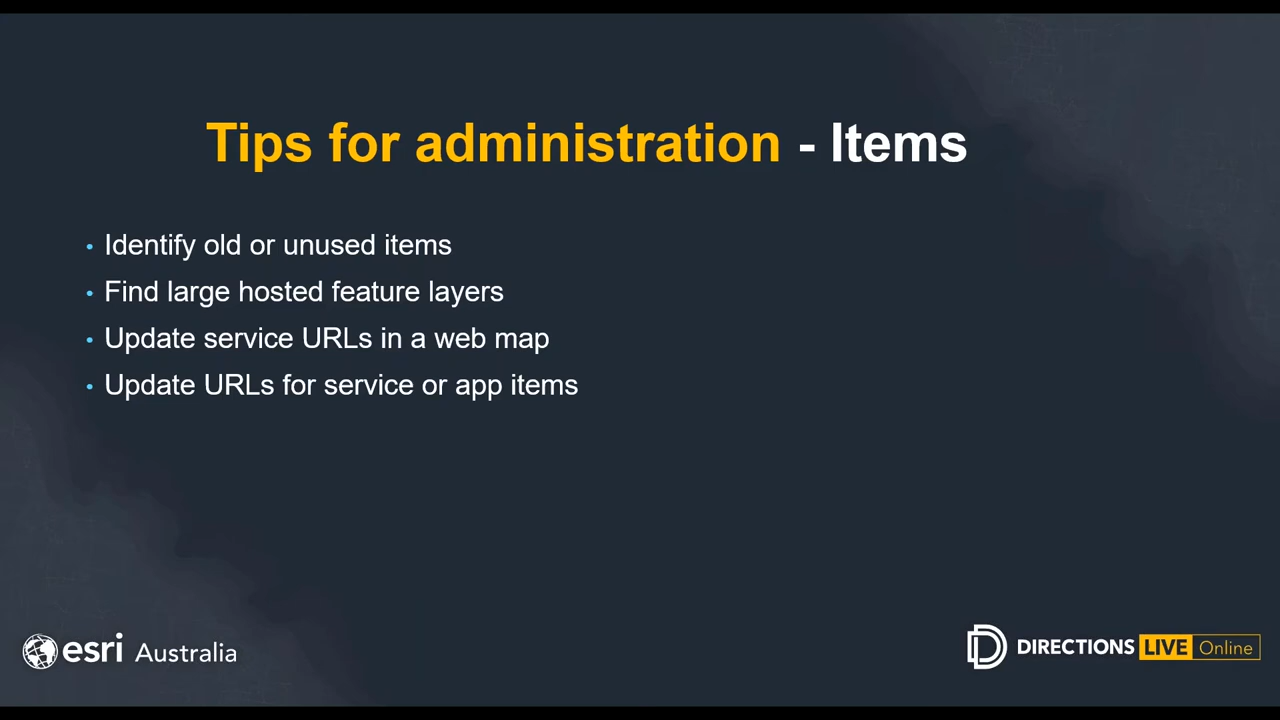 Tips for administration - Items
• Identify old or unused items
• Find large hosted feature layers
• Update service URLs in a web map
• Update URLs for service or app items
esri Australia
DIRECTIONS LIVE Online